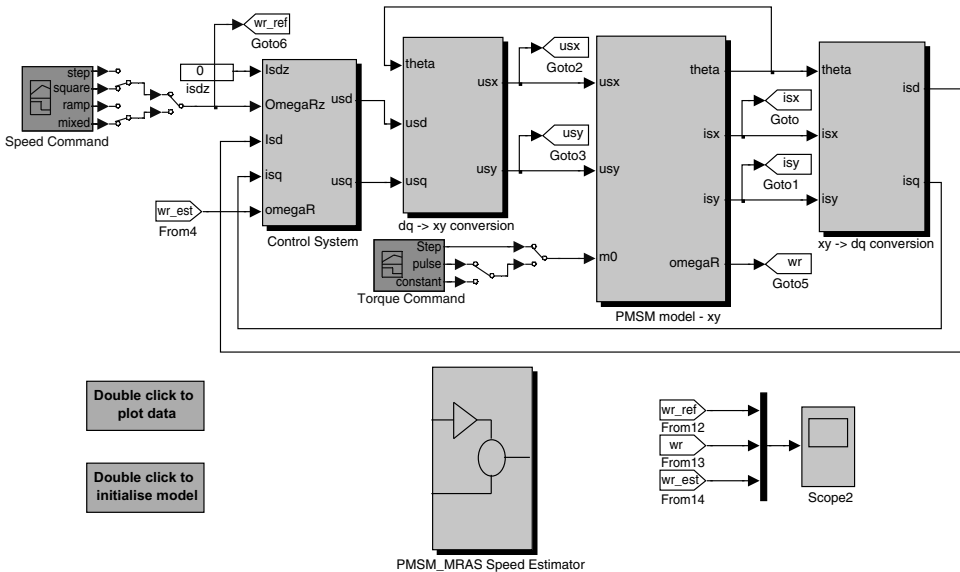 wr_ref
Goto6
step
square
ramp
mixed
Speed Command
0
isdz
Isdz
OmegaRz
Isd
isq
omegaR
usd
usq
Control System
wr_est
From4
theta
usd
usq
usx
usy
dq -> xy conversion
usx
Goto2
usy
Goto3
Step
pulse
constant
Torque Command
usx
usy
m0
theta
isx
isy
omegaR
PMSM model - xy
isx
Goto
isy
Goto1
wr
Goto5
theta
isx
isy
isd
isq
xy -> dq conversion
Double click to
plot data
Double click to
initialise model
PMSM_MRAS Speed Estimator
wr_ref
From12
wr
From13
wr_est
From14
Scope2